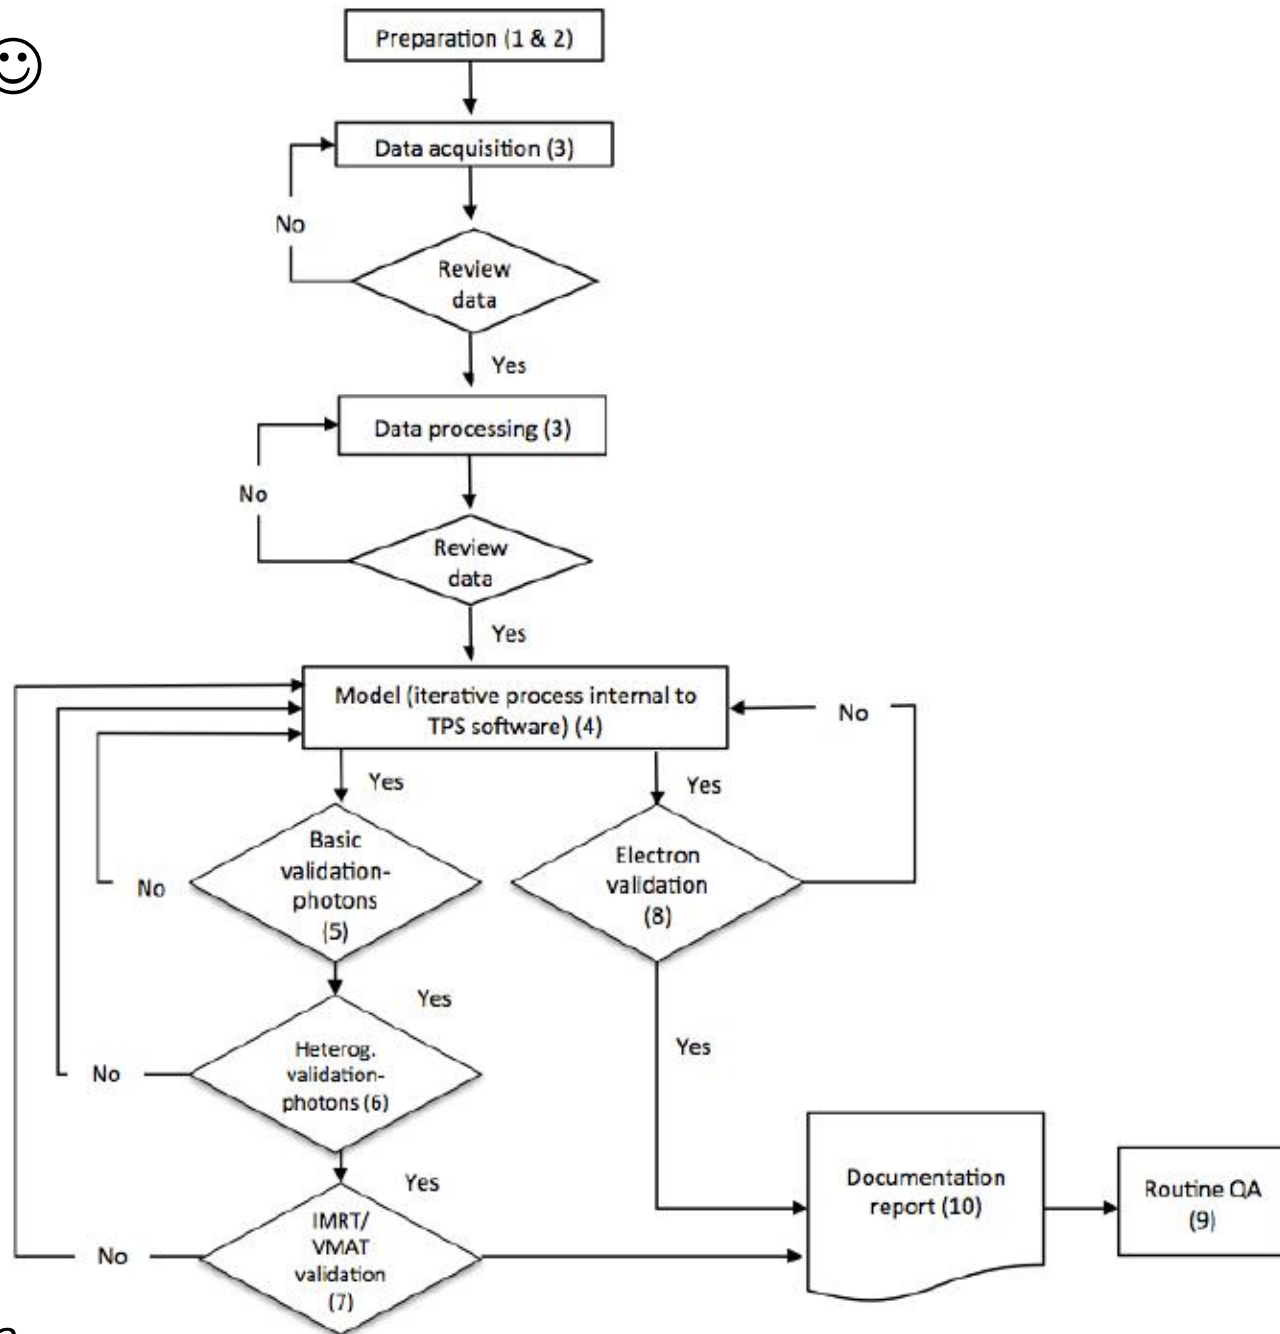 Preparation (1 & 2)
Data acquisition (3)
No
Review
data
Yes
Data processing (3)
No
Review
data
Yes
Model (iterative process internal to
TPS software) (4)
No
Yes
Yes
Basic
validation-
photons
(5)
No
Electron
validation
(8)
Yes
Heterog.
validation-
photons (6)
No
Yes
Yes
IMRT/
VMAT
validation
(7)
No
Documentation
report (10)
Routine QA
(9)